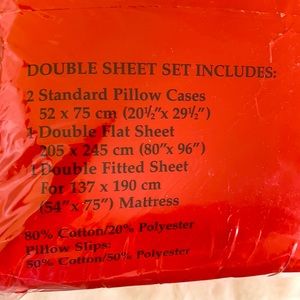 DOUBLE SHEET SET INCLUDES:
2 Standard Pillow Cases
52 x 75 cm (20½"x 29½")
1 Double Flat Sheet
205 x 245 cm (80"x 96")
1 Double Fitted Sheet
For 137 x 190 cm
(54"x 75") Mattress
80% Cotton/20% Polyester
Pillow Slips:
50% Cotton/50% Polyester